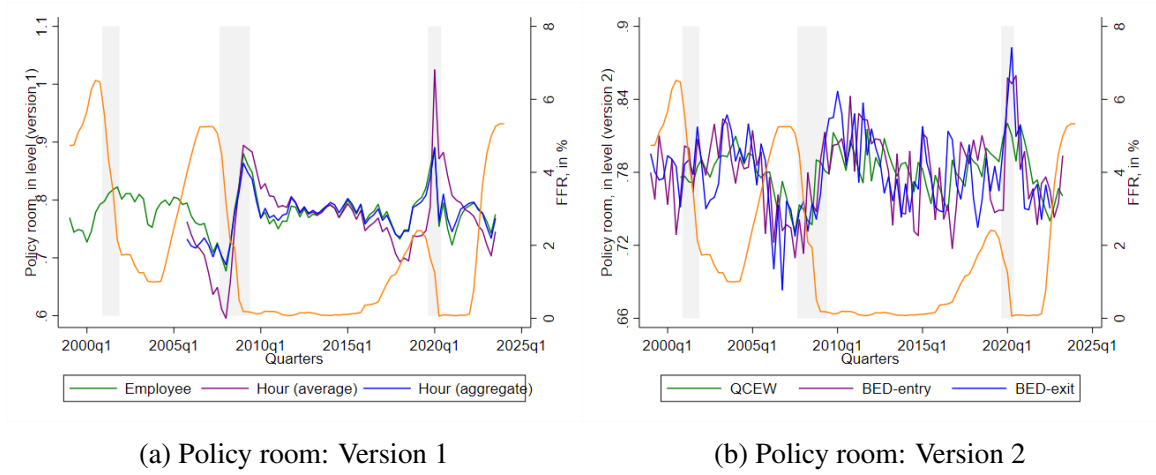 Policy room, in level (version 1)
1.1
1
.9
.8
.7
.6
8
6
4
2
0
FFR, in %
2000q1 2005q1 2010q1 2015q1 2020q1 2025q1
Quarters
Employee Hour (average) Hour (aggregate)
(a) Policy room: Version 1
Policy room, in level (version 2)
.9
.84
.78
.72
.66
8
6
4
2
0
FFR, in %
2000q1 2005q1 2010q1 2015q1 2020q1 2025q1
Quarters
QCEW BED-entry BED-exit
(b) Policy room: Version 2